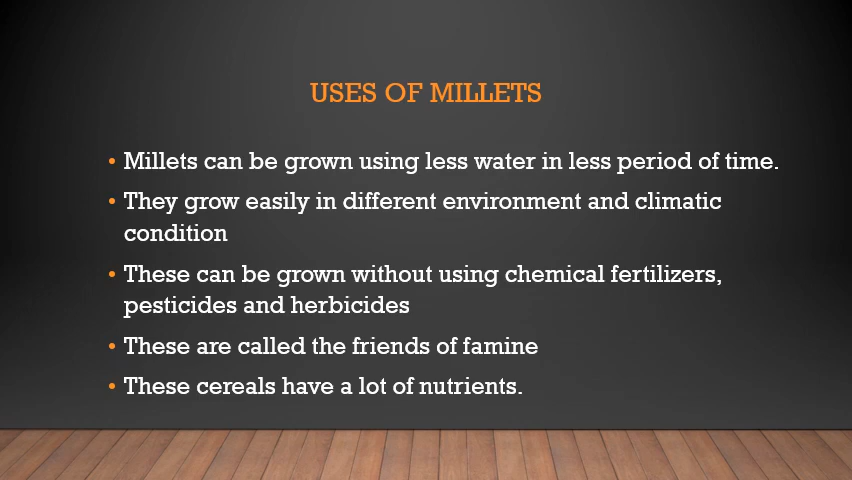 USES OF MILLETS
• Millets can be grown using less water in less period of time.
• They grow easily in different environment and climatic
condition
• These can be grown without using chemical fertilizers,
pesticides and herbicides
• These are called the friends of famine
• These cereals have a lot of nutrients.